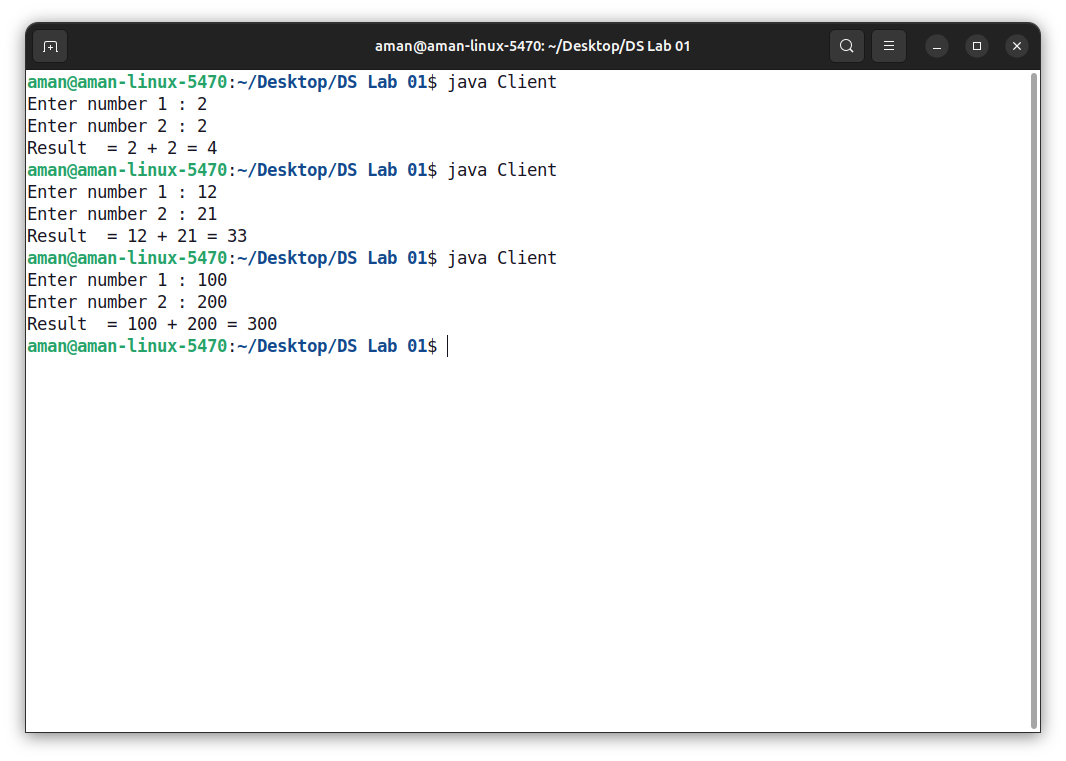 aman@aman-linux-5470: ~/Desktop/DS Lab 01
aman@aman-linux-5470:~/Desktop/DS Lab 01$ java Client
Enter number 1 : 2
Enter number 2 : 2
Result  = 2 + 2 = 4
aman@aman-linux-5470:~/Desktop/DS Lab 01$ java Client
Enter number 1 : 12
Enter number 2 : 21
Result  = 12 + 21 = 33
aman@aman-linux-5470:~/Desktop/DS Lab 01$ java Client
Enter number 1 : 100
Enter number 2 : 200
Result  = 100 + 200 = 300
aman@aman-linux-5470:~/Desktop/DS Lab 01$